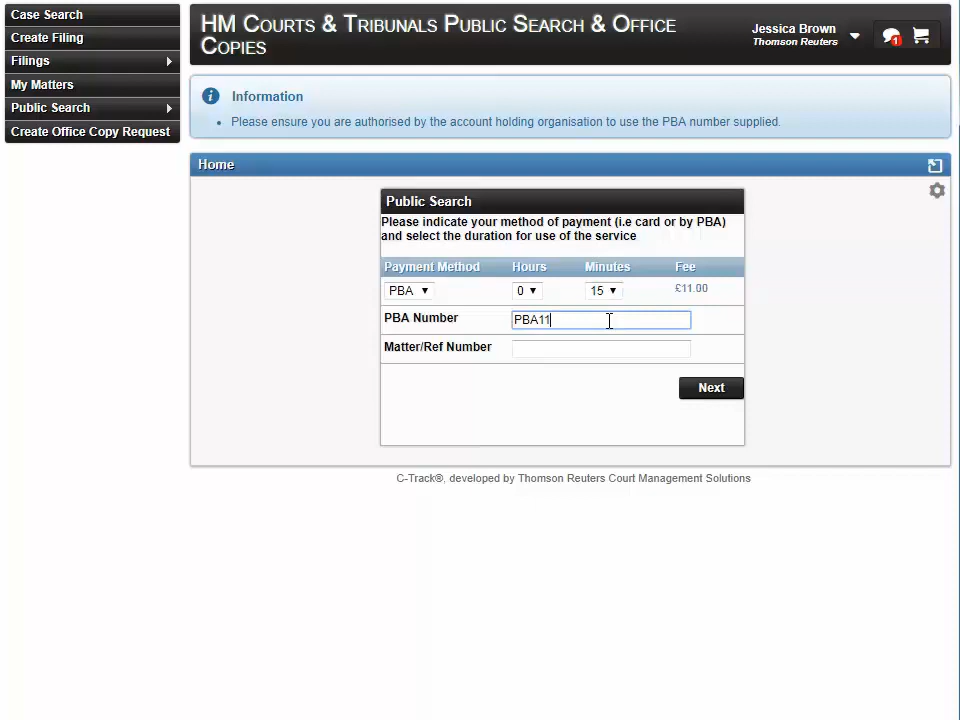 Case Search
Create Filing
Filings
My Matters
Public Search
Create Office Copy Request
HM Courts & Tribunals Public Search & Office
Copies
Jessica Brown
Thomson Reuters
1
Information
Please ensure you are authorised by the account holding organisation to use the PBA number supplied.
Home
Public Search
Please indicate your method of payment (i.e card or by PBA)
and select the duration for use of the service
Payment Method Hours Minutes Fee
PBA 0 15 £11.00
PBA Number PBA11
Matter/Ref Number
Next
C-Track®, developed by Thomson Reuters Court Management Solutions